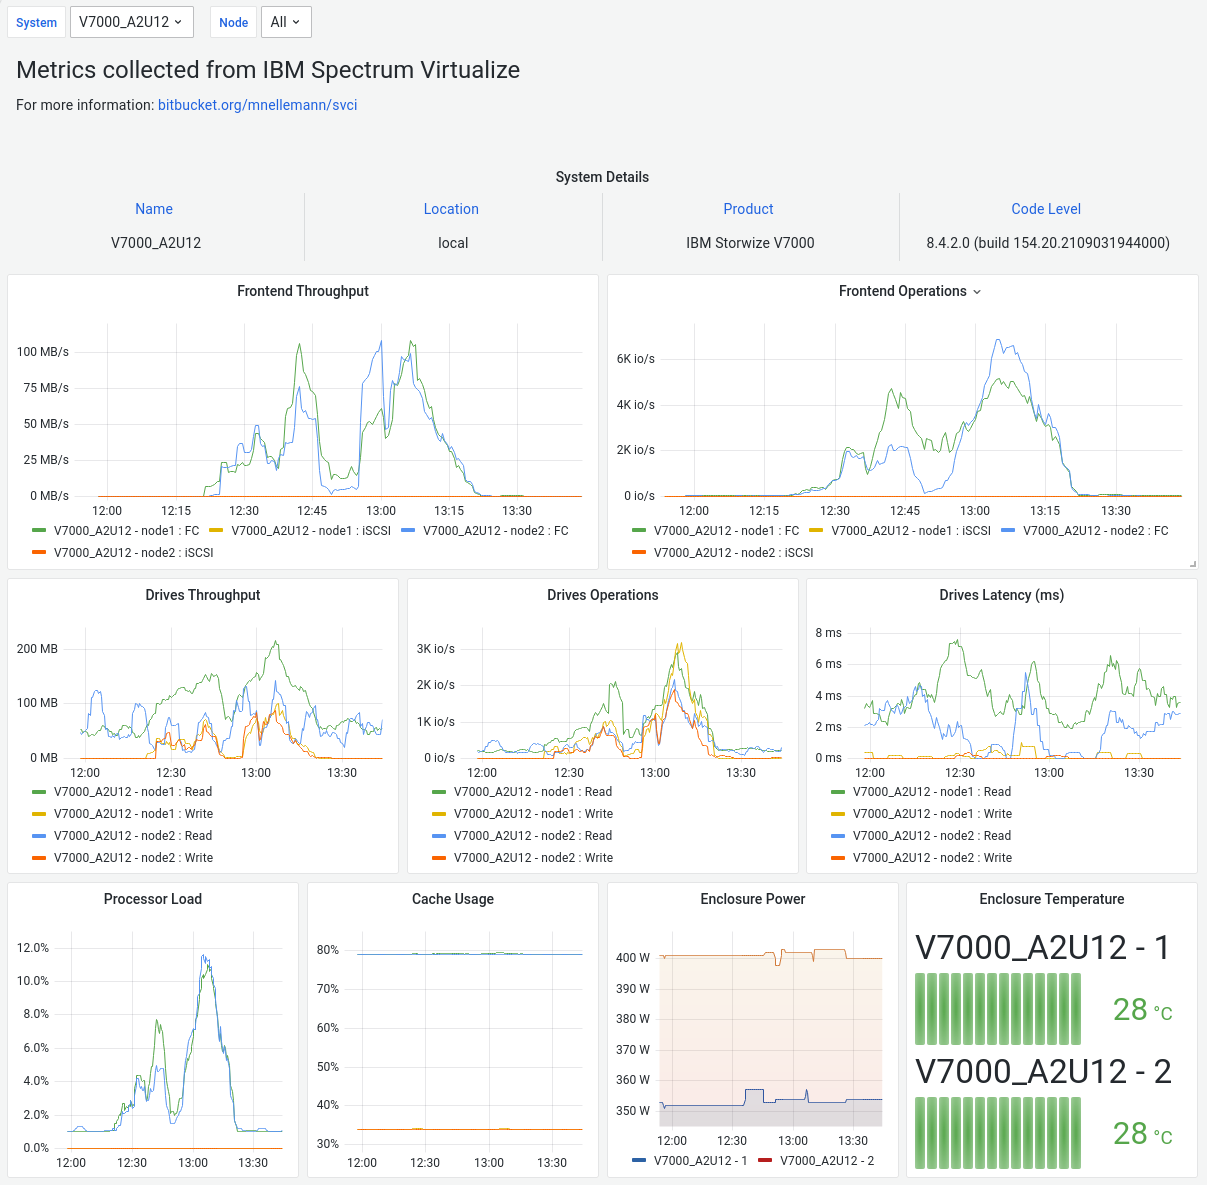 System V7000_A2U12 Node All
Metrics collected from IBM Spectrum Virtualize
For more information: bitbucket.org/mnellemann/svci
System Details
Name Location Product Code Level
V7000_A2U12 local IBM Storwize V7000 8.4.2.0 (build 154.20.2109031944000)
Frontend Throughput
100 MB/s
75 MB/s
50 MB/s
25 MB/s
0 MB/s
12:00 12:15 12:30 12:45 13:00 13:15 13:30
V7000_A2U12 - node1 : FC V7000_A2U12 - node1 : iSCSI V7000_A2U12 - node2 : FC
V7000_A2U12 - node2 : iSCSI
Frontend Operations
6K io/s
4K io/s
2K io/s
0 io/s
12:00 12:15 12:30 12:45 13:00 13:15 13:30
V7000_A2U12 - node1 : FC V7000_A2U12 - node1 : iSCSI V7000_A2U12 - node2 : FC
V7000_A2U12 - node2 : iSCSI
Drives Throughput
200 MB
100 MB
0 MB
12:00 12:30 13:00 13:30
V7000_A2U12 - node1 : Read
V7000_A2U12 - node1 : Write
V7000_A2U12 - node2 : Read
V7000_A2U12 - node2 : Write
Drives Operations
3K io/s
2K io/s
1K io/s
0 io/s
12:00 12:30 13:00 13:30
V7000_A2U12 - node1 : Read
V7000_A2U12 - node1 : Write
V7000_A2U12 - node2 : Read
V7000_A2U12 - node2 : Write
Drives Latency (ms)
8 ms
6 ms
4 ms
2 ms
0 ms
12:00 12:30 13:00 13:30
V7000_A2U12 - node1 : Read
V7000_A2U12 - node1 : Write
V7000_A2U12 - node2 : Read
V7000_A2U12 - node2 : Write
Processor Load
12.0%
10.0%
8.0%
6.0%
4.0%
2.0%
0.0%
12:00 12:30 13:00 13:30
Cache Usage
80%
70%
60%
50%
40%
30%
12:00 12:30 13:00 13:30
Enclosure Power
400 W
390 W
380 W
370 W
360 W
350 W
12:00 12:30 13:00 13:30
V7000_A2U12 - 1 V7000_A2U12 - 2
Enclosure Temperature
V7000_A2U12 - 1
28 °C
V7000_A2U12 - 2
28 °C